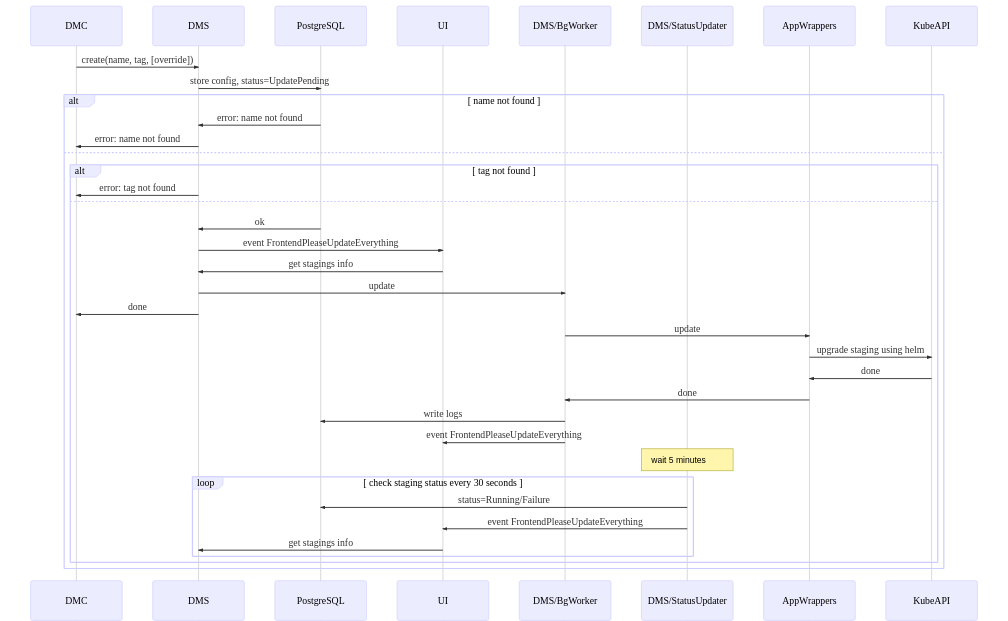 DMC DMS PostgreSQL UI DMS/BgWorker DMS/StatusUpdater AppWrappers KubeAPI
create(name, tag, [override])
store config, status=UpdatePending
alt [ name not found ]
error: name not found
error: name not found
alt [ tag not found ]
error: tag not found
ok
event FrontendPleaseUpdateEverything
get stagings info
update
done
update
upgrade staging using helm
done
done
write logs
event FrontendPleaseUpdateEverything
wait 5 minutes
loop [ check staging status every 30 seconds ]
status=Running/Failure
event FrontendPleaseUpdateEverything
get stagings info
DMC DMS PostgreSQL UI DMS/BgWorker DMS/StatusUpdater AppWrappers KubeAPI